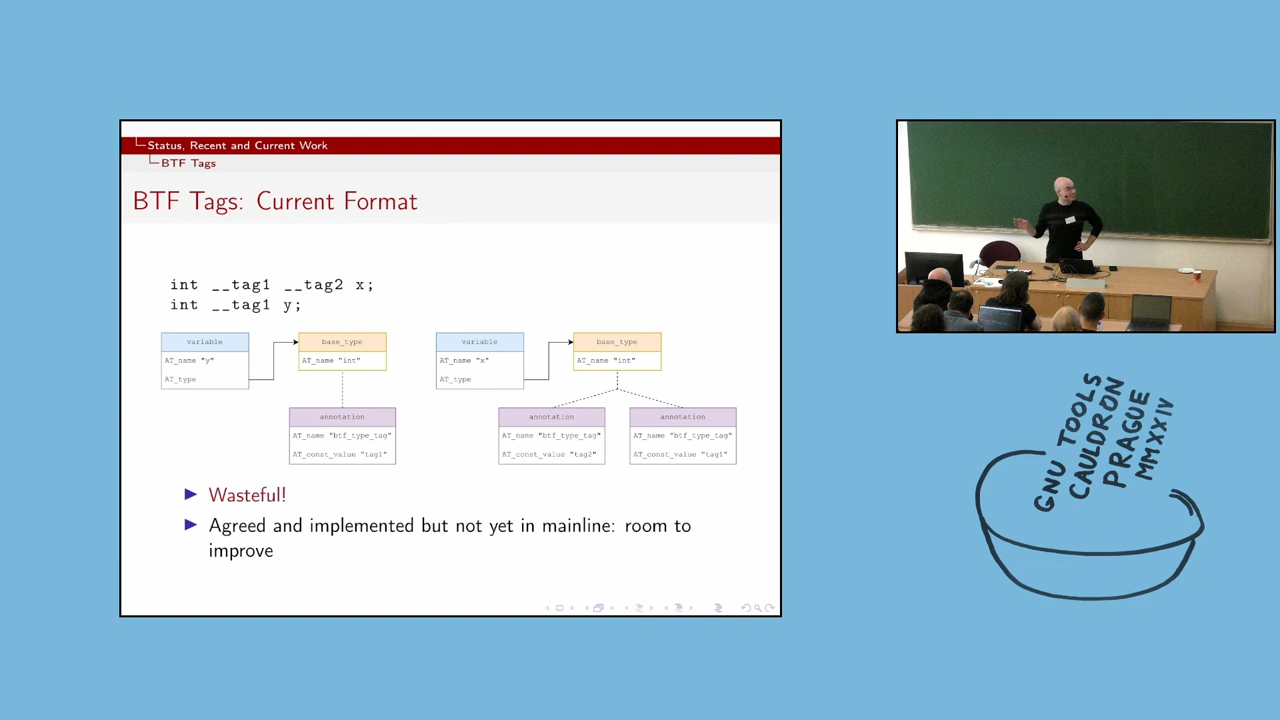 Status, Recent and Current Work
BTF Tags
BTF Tags: Current Format
int __tag1 __tag2 x;
int __tag1 y;
variable
AT_name "y"
AT_type
base_type
AT_name "int"
annotation
AT_name "btf_type_tag"
AT_const_value "tag1"
variable
AT_name "x"
AT_type
base_type
AT_name "int"
annotation
AT_name "btf_type_tag"
AT_const_value "tag2"
annotation
AT_name "btf_type_tag"
AT_const_value "tag1"
Wasteful!
Agreed and implemented but not yet in mainline: room to
improve
GNU TOOLS
CAULDRON
PRAGUE
MMXXIV